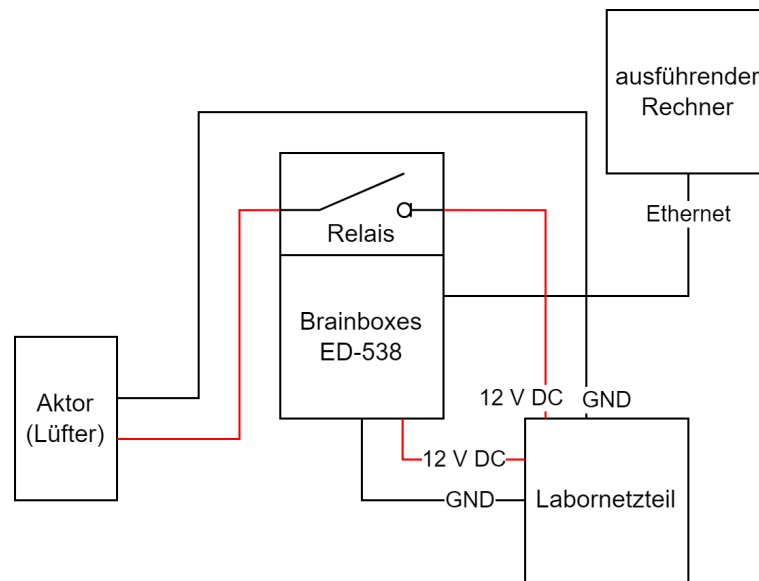 ausführender
Rechner
Ethernet
Relais
Brainboxes
ED-538
Aktor
(Lüfter)
12 V DC
GND
12 V DC
GND
Labornetzteil